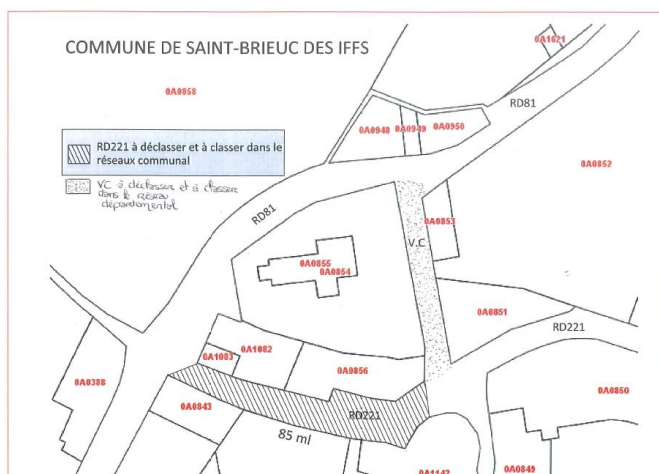 COMMUNE DE SAINT-BRIEUC DES IFFS
0A1621
0A0858
RD81
0A0948
0A0949
0A0950
RD221 à déclasser et à classer dans le
réseaux communal
0A0852
VC à déclasser et à classer
dans le réseau
départemental
RD81
0A0853
V.C
0A0855
0A0854
0A0851
RD221
0A1082
0A1083
0A0856
0A0388
0A0850
0A0843
RD221
85 ml
0A1142
0A0849